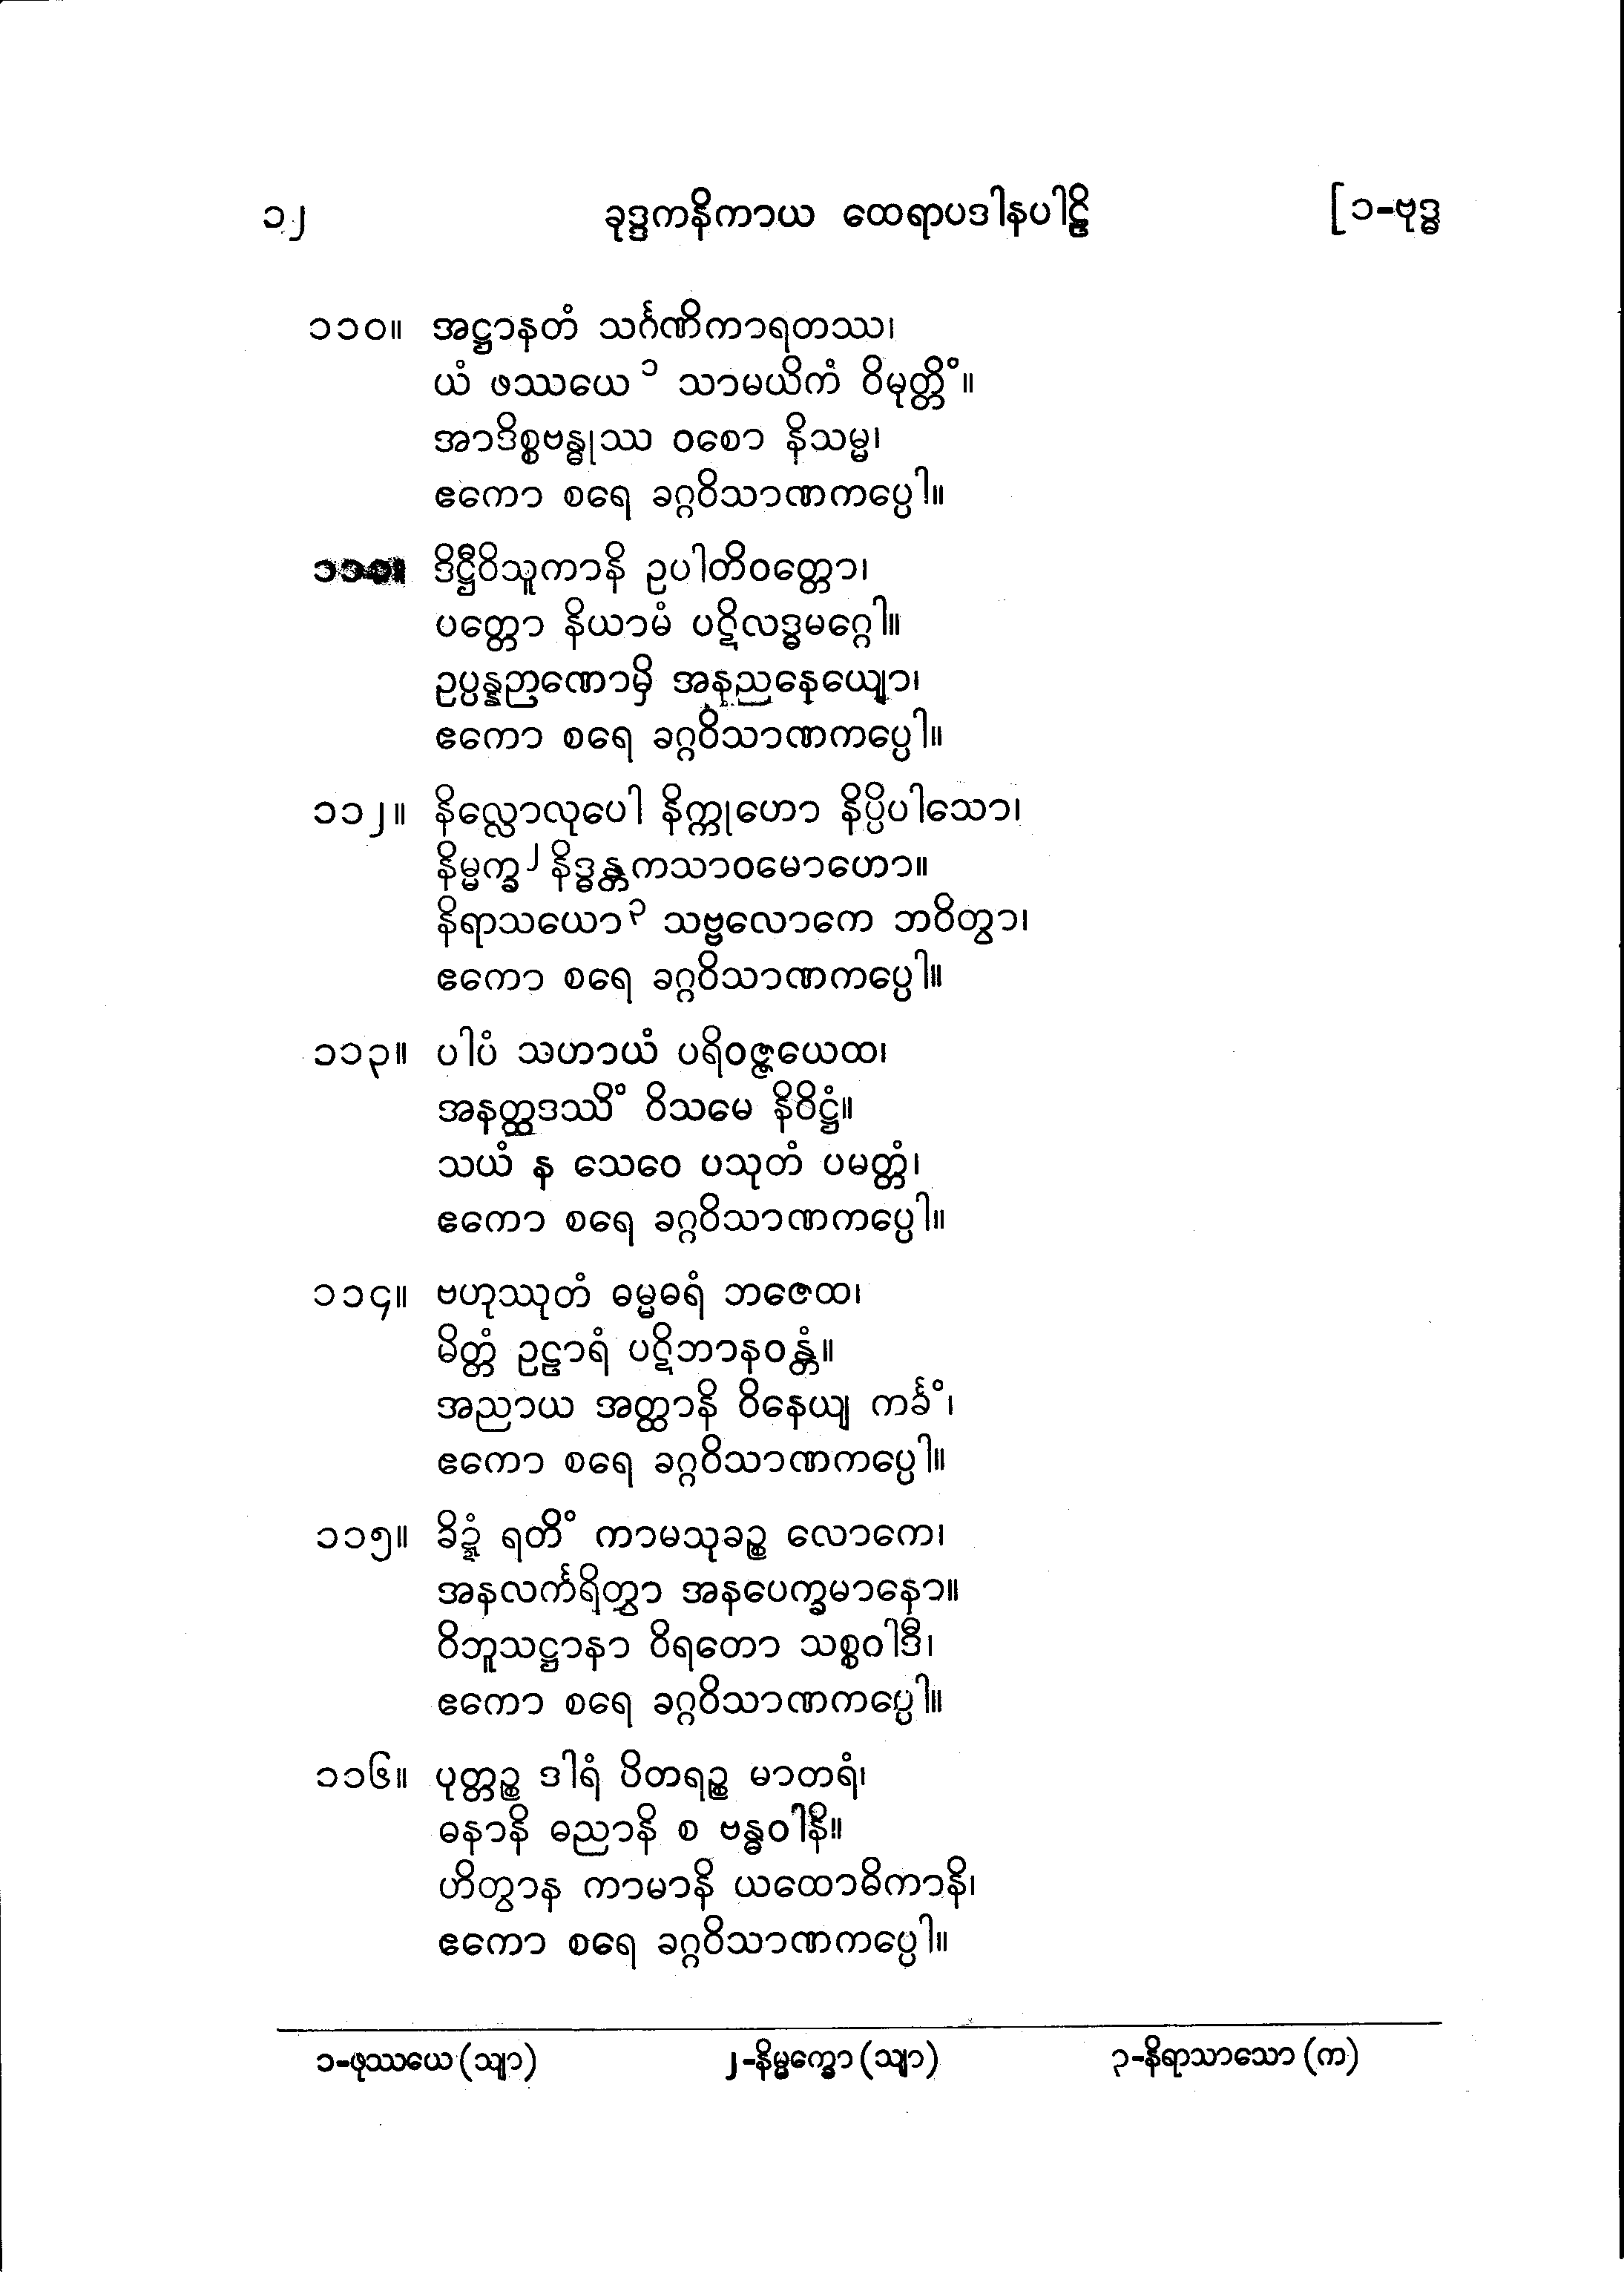 ၁၂ ခုဒ္ဒကနိကာယ ထေရာပဒါနပါဠိ [ ၁-ဗုဒ္ဓ
၁၁၀။ အဋ္ဌာနတံ သင်္ဂဏိကာရတဿ၊
ယံ ဖဿယေ ၁ သာမယိကံ ဝိမုတ္တိံ။
အာဒိစ္စဗန္ဓုဿ ဝစော နိသမ္မ၊
ဧကော စရေ ခဂ္ဂဝိသာဏကပ္ပေါ။
၁၁၁။ ဒိဋ္ဌီဝိသူကာနိ ဥပါတိဝတ္တော၊
ပတ္တော နိယာမံ ပဋိလဒ္ဓမဂ္ဂေါ။
ဥပ္ပန္နဉာဏောမှိ အနညနေယျော၊
ဧကော စရေ ခဂ္ဂဝိသာဏကပ္ပေါ။
၁၁၂။ နိလ္လောလုပေါ နိက္ကုဟော နိပ္ပိပါသော၊
နိမ္မက္ခ ၂ နိဒ္ဓန္တကသာဝမောဟော။
နိရာသယော ၃ သဗ္ဗလောကေ ဘဝိတွာ၊
ဧကော စရေ ခဂ္ဂဝိသာဏကပ္ပေါ။
၁၁၃။ ပါပံ သဟာယံ ပရိဝဇ္ဇယေထ၊
အနတ္ထဒဿိံ ဝိသမေ နိဝိဋ္ဌံ။
သယံ န သေဝေ ပသုတံ ပမတ္တံ၊
ဧကော စရေ ခဂ္ဂဝိသာဏကပ္ပေါ။
၁၁၄။ ဗဟုဿုတံ ဓမ္မဓရံ ဘဇေထ၊
မိတ္တံ ဥဠာရံ ပဋိဘာနဝန္တံ။
အညာယ အတ္ထာနိ ဝိနေယျ ကင်္ခံ၊
ဧကော စရေ ခဂ္ဂဝိသာဏကပ္ပေါ။
၁၁၅။ ခိဍ္ဍံ ရတိံ ကာမသုခဉ္စ လောကေ၊
အနလင်္ကရိတွာ အနပေက္ခမာနော။
ဝိဘူသဋ္ဌာနာ ဝိရတော သစ္စဝါဒီ၊
ဧကော စရေ ခဂ္ဂဝိသာဏကပ္ပေါ။
၁၁၆။ ပုတ္တဉ္စ ဒါရံ ပိတရဉ္စ မာတရံ၊
ဓနာနိ ဓညာနိ စ ဗန္ဓဝါနိ။
ဟိတွာန ကာမာနိ ယထောဓိကာနိ၊
ဧကော စရေ ခဂ္ဂဝိသာဏကပ္ပေါ။
၁-ဖုဿယေ (သျာ) ၂-နိမ္မက္ခော (သျာ) ၃-နိရာသာသော (က)